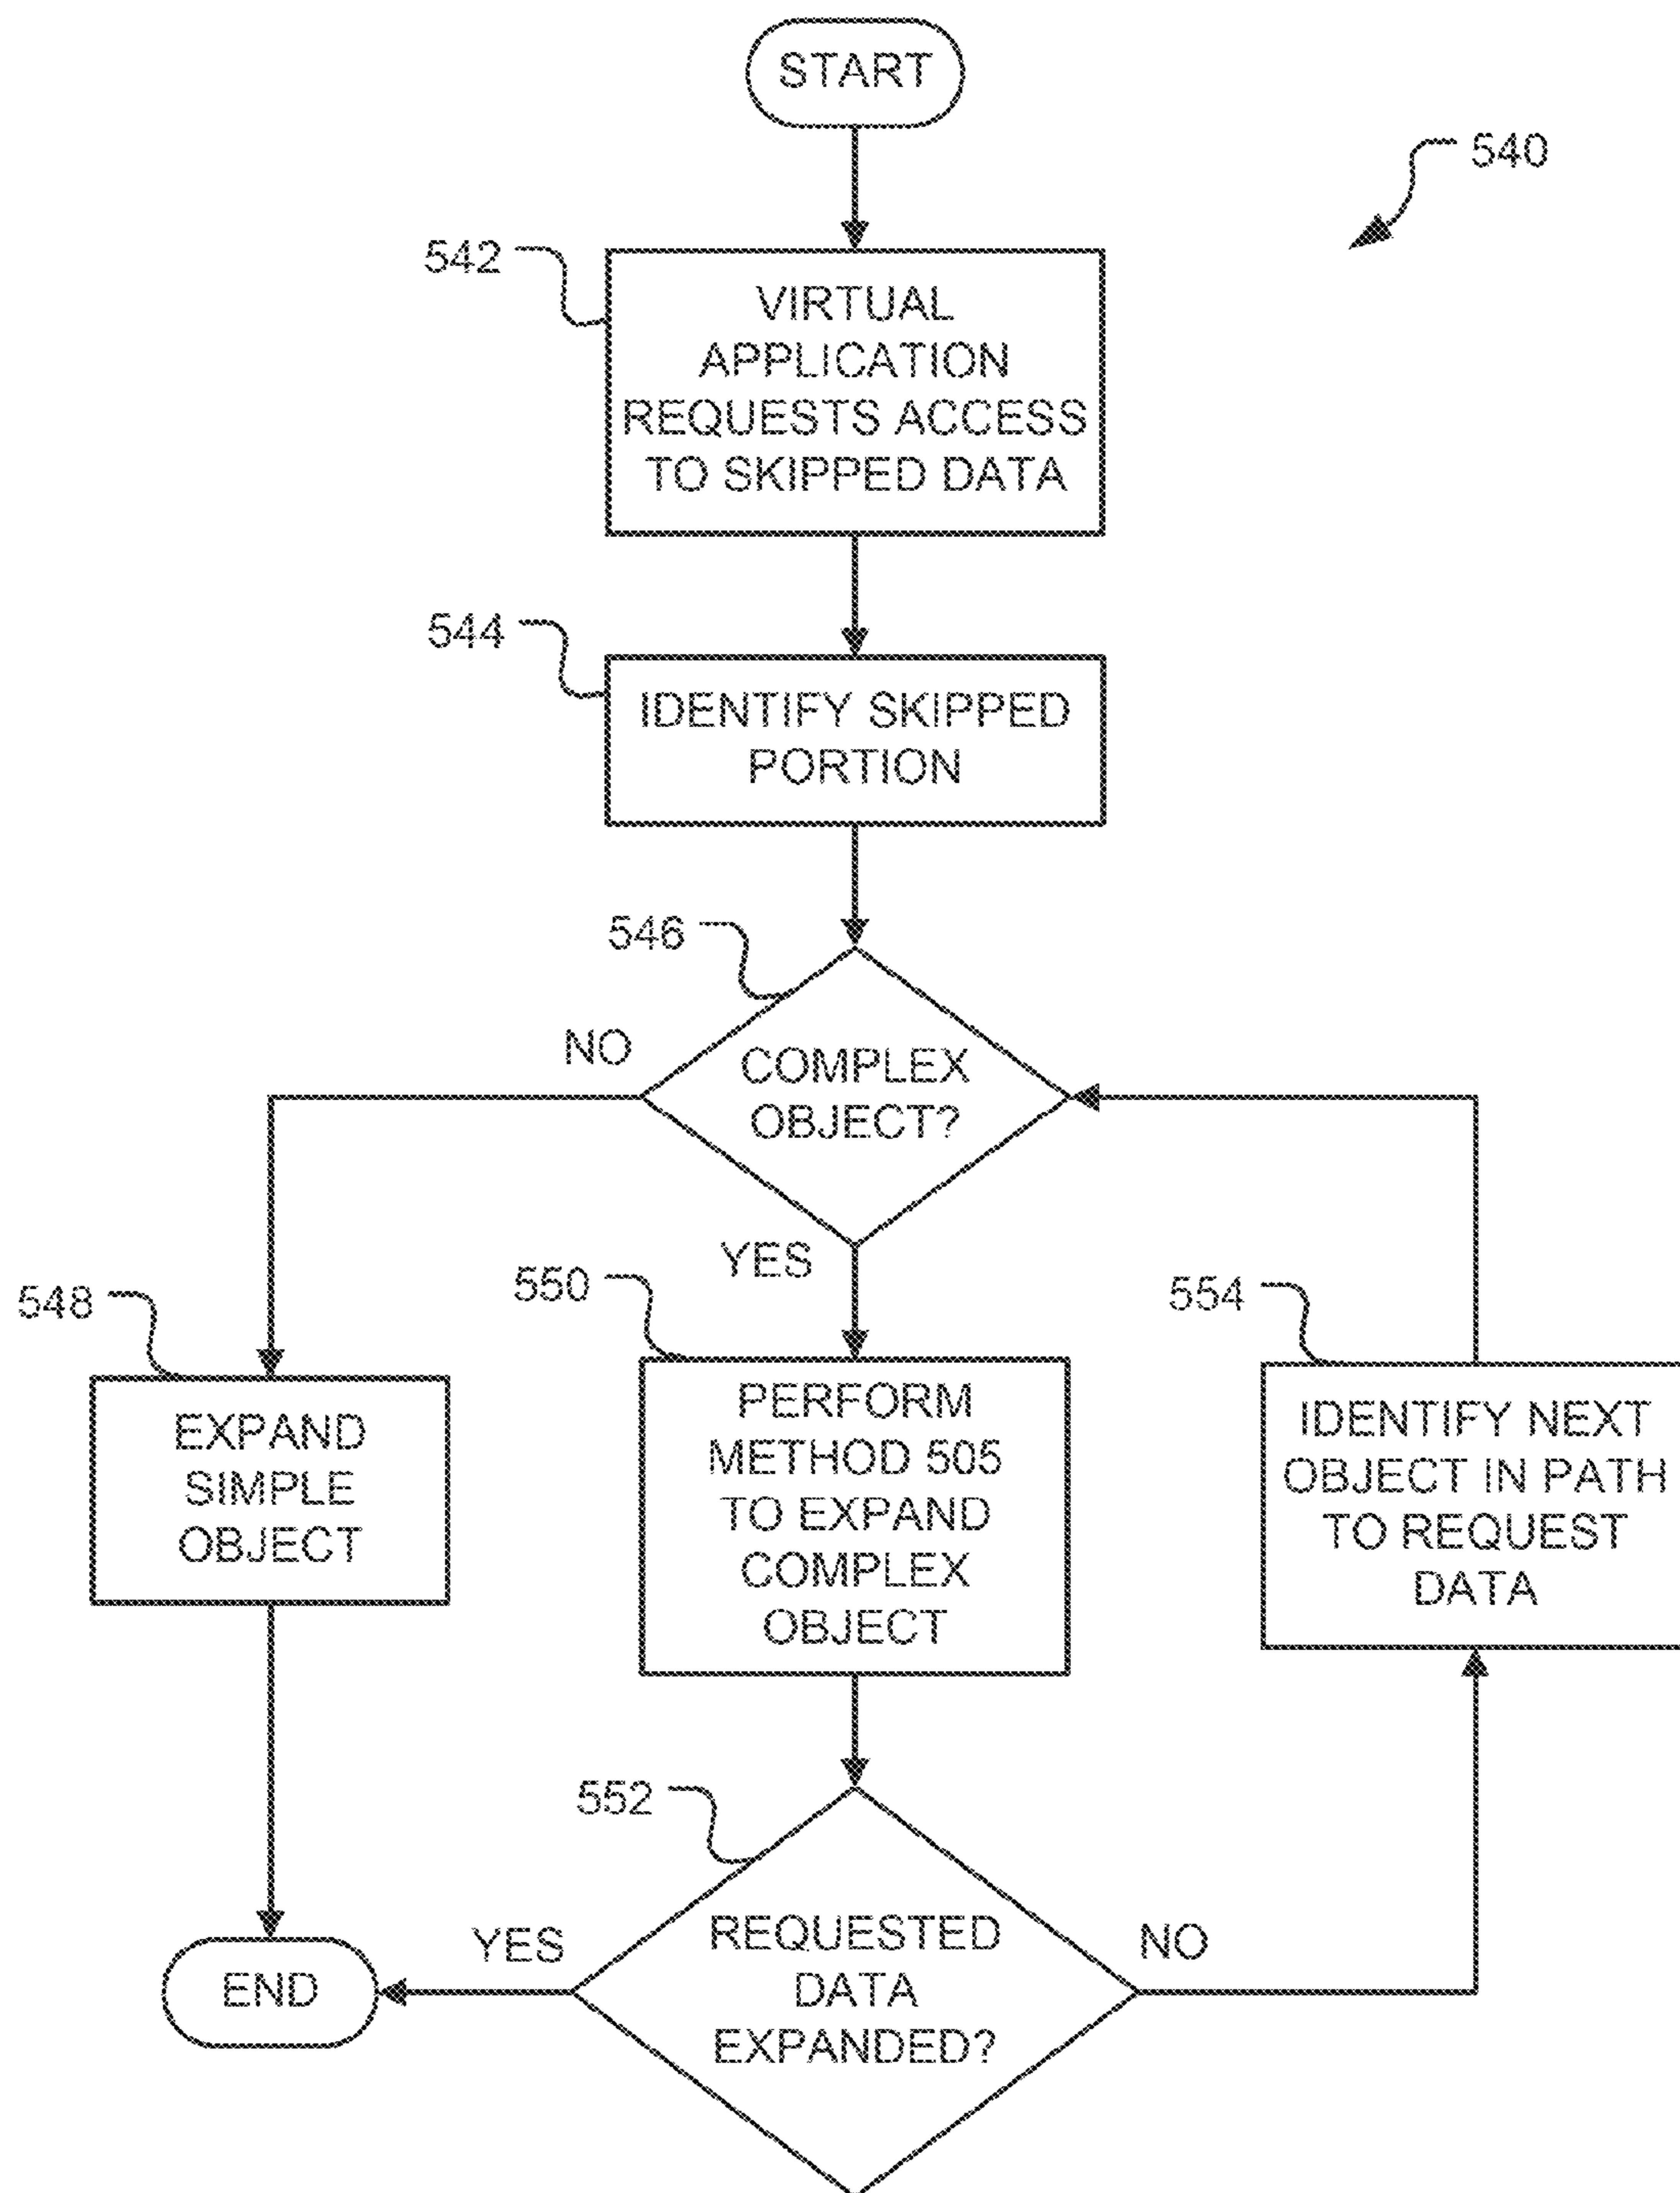 START
540
542
VIRTUAL
APPLICATION
REQUESTS ACCESS
TO SKIPPED DATA
544
IDENTIFY SKIPPED
PORTION
546
NO
COMPLEX
OBJECT?
YES
548
EXPAND
SIMPLE
OBJECT
550
PERFORM
METHOD 505
TO EXPAND
COMPLEX
OBJECT
554
IDENTIFY NEXT
OBJECT IN PATH
TO REQUEST
DATA
552
REQUESTED
DATA
EXPANDED?
YES
NO
END